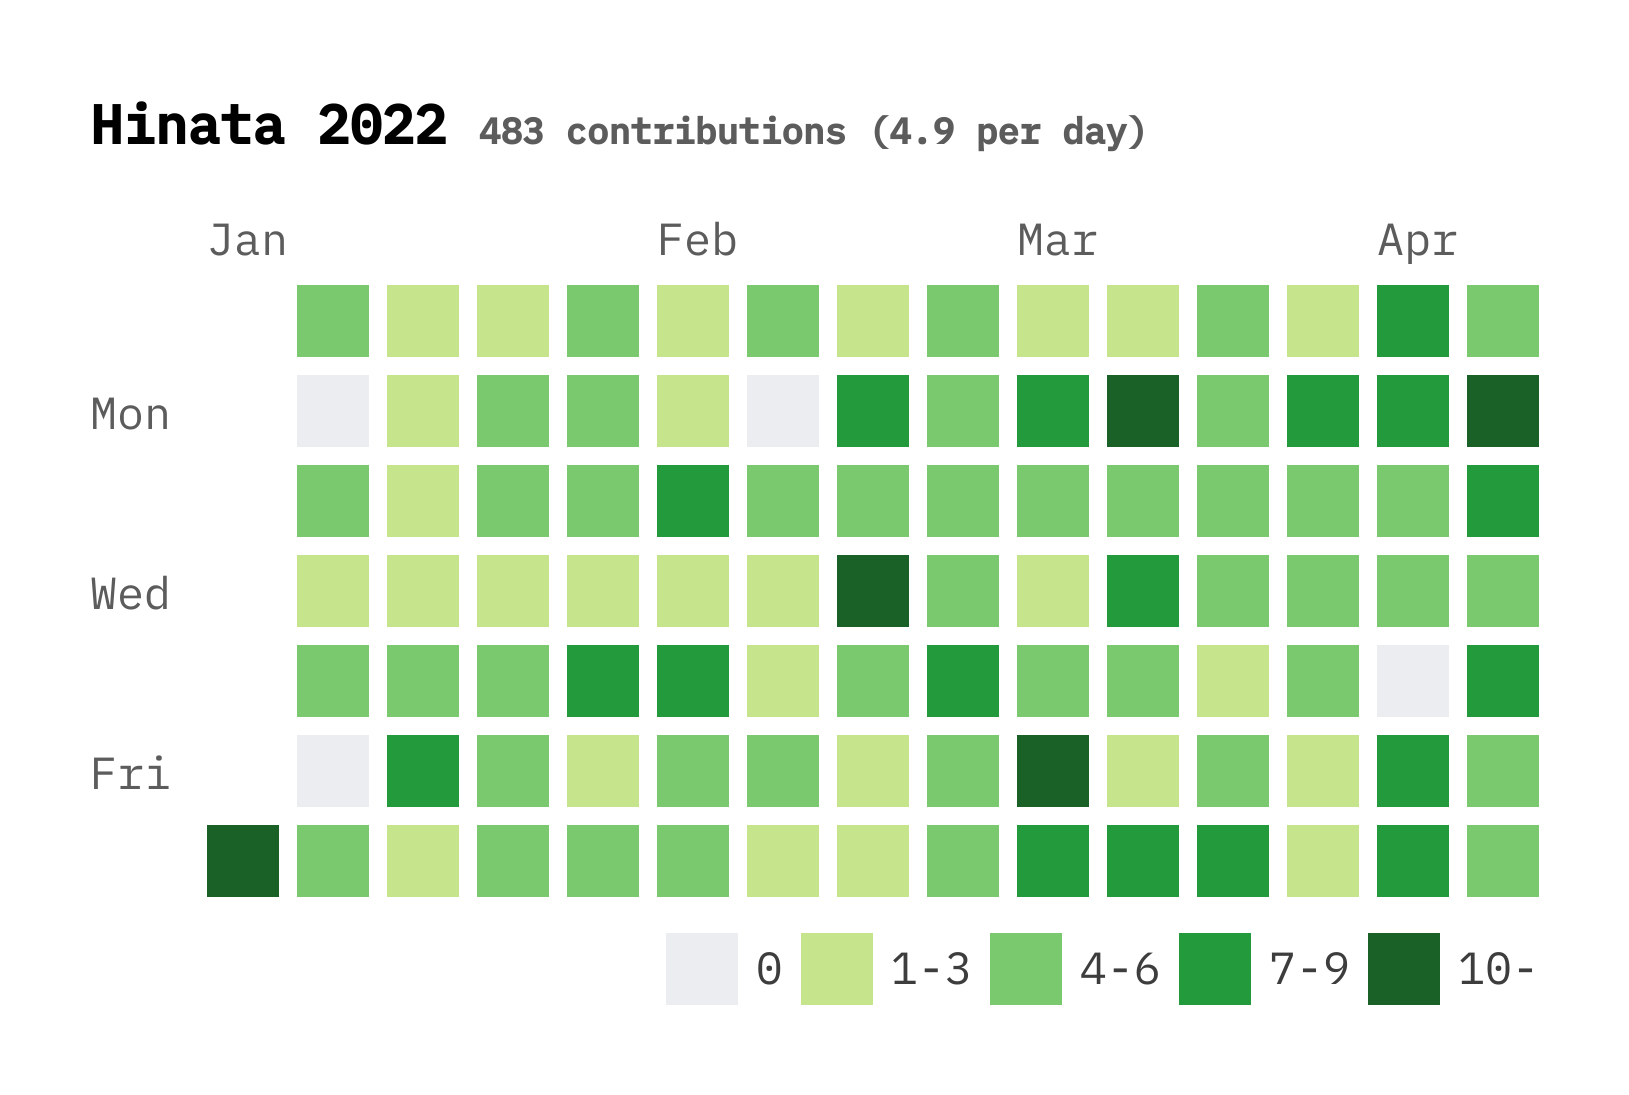 Hinata 2022 483 contributions (4.9 per day)
Jan Feb Mar Apr
Mon
Wed
Fri
0 1-3 4-6 7-9 10-